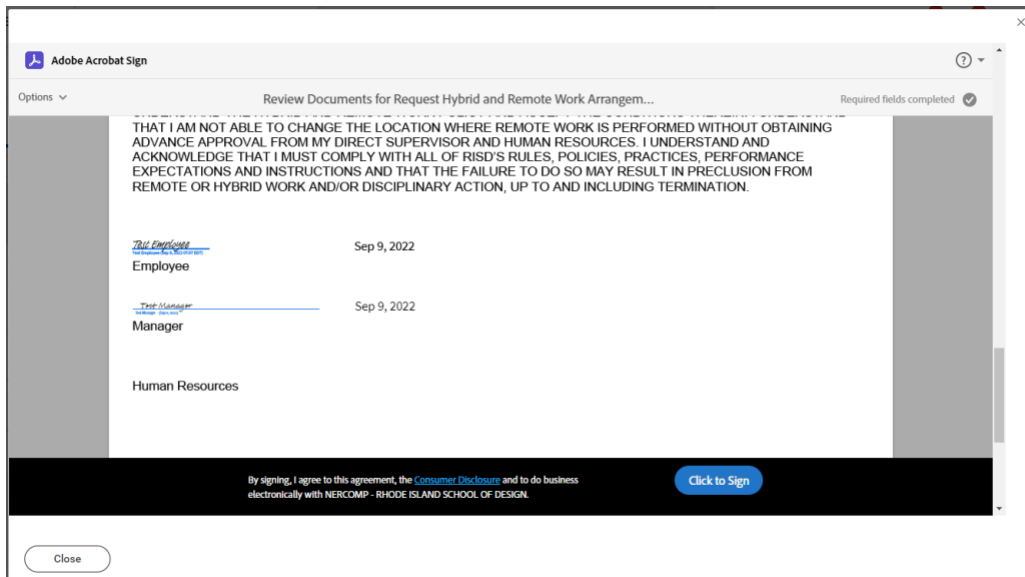 Adobe Acrobat Sign
Options
Review Documents for Request Hybrid and Remote Work Arrangem...
Required fields completed
THAT I AM NOT ABLE TO CHANGE THE LOCATION WHERE REMOTE WORK IS PERFORMED WITHOUT OBTAINING
ADVANCE APPROVAL FROM MY DIRECT SUPERVISOR AND HUMAN RESOURCES. I UNDERSTAND AND
ACKNOWLEDGE THAT I MUST COMPLY WITH ALL OF RISD'S RULES, POLICIES, PRACTICES, PERFORMANCE
EXPECTATIONS AND INSTRUCTIONS AND THAT THE FAILURE TO DO SO MAY RESULT IN PRECLUSION FROM
REMOTE OR HYBRID WORK AND/OR DISCIPLINARY ACTION, UP TO AND INCLUDING TERMINATION.
Test Employee
Sep 9, 2022
Employee
Test Manager
Sep 9, 2022
Manager
Human Resources
By signing, I agree to this agreement, the Consumer Disclosure and to do business
electronically with NERCOMP - RHODE ISLAND SCHOOL OF DESIGN.
Click to Sign
Close